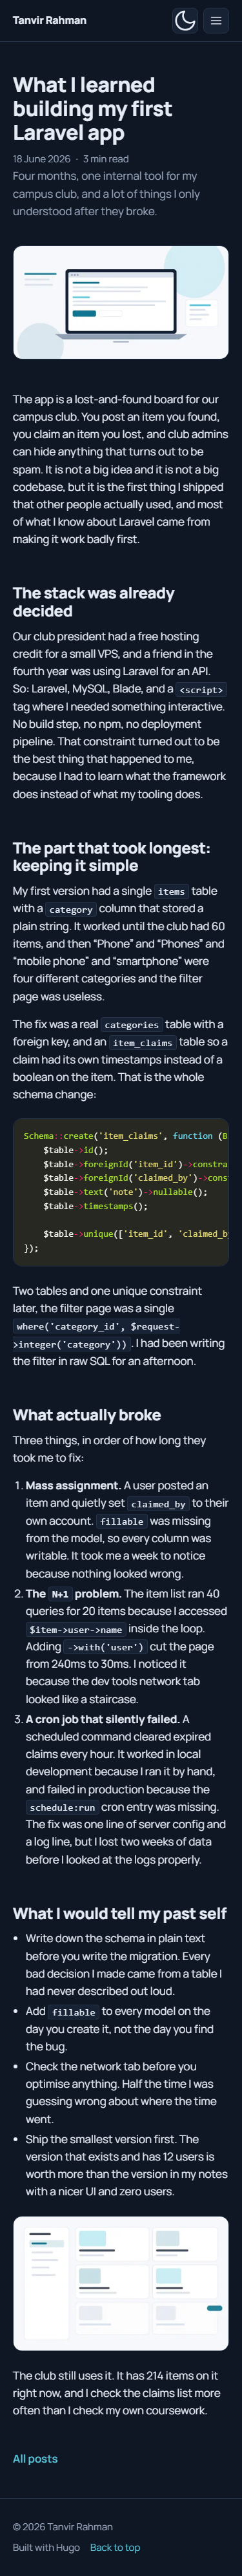 Tanvir Rahman
What I learned
building my first
Laravel app
18 June 2026 · 3 min read
Four months, one internal tool for my
campus club, and a lot of things I only
understood after they broke.
The app is a lost-and-found board for our
campus club. You post an item you found,
you claim an item you lost, and club admins
can hide anything that turns out to be
spam. It is not a big idea and it is not a big
codebase, but it is the first thing I shipped
that other people actually used, and most
of what I know about Laravel came from
making it work badly first.
The stack was already
decided
Our club president had a free hosting
credit for a small VPS, and a friend in the
fourth year was using Laravel for an API.
So: Laravel, MySQL, Blade, and a <script>
tag where I needed something interactive.
No build step, no npm, no deployment
pipeline. That constraint turned out to be
the best thing that happened to me,
because I had to learn what the framework
does instead of what my tooling does.
The part that took longest:
keeping it simple
My first version had a single items table
with a category column that stored a
plain string. It worked until the club had 60
items, and then “Phone” and “Phones” and
“mobile phone” and “smartphone” were
four different categories and the filter
page was useless.
The fix was a real categories table with a
foreign key, and an item_claims table so a
claim had its own timestamps instead of a
boolean on the item. That is the whole
schema change:
Schema::create('item_claims', function (B
$table->id();
$table->foreignId('item_id')->constra
$table->foreignId('claimed_by')->cons
$table->text('note')->nullable();
$table->timestamps();
$table->unique(['item_id', 'claimed_b
});
Two tables and one unique constraint
later, the filter page was a single
where('category_id', $request-
>integer('category')). I had been writing
the filter in raw SQL for an afternoon.
What actually broke
Three things, in order of how long they
took me to fix:
1. Mass assignment. A user posted an
item and quietly set claimed_by to their
own account. fillable was missing
from the model, so every column was
writable. It took me a week to notice
because nothing looked wrong.
2. The N+1 problem. The item list ran 40
queries for 20 items because I accessed
$item->user->name inside the loop.
Adding ->with('user') cut the page
from 240ms to 30ms. I noticed it
because the dev tools network tab
looked like a staircase.
3. A cron job that silently failed. A
scheduled command cleared expired
claims every hour. It worked in local
development because I ran it by hand,
and failed in production because the
schedule:run cron entry was missing.
The fix was one line of server config and
a log line, but I lost two weeks of data
before I looked at the logs properly.
What I would tell my past self
• Write down the schema in plain text
before you write the migration. Every
bad decision I made came from a table I
had never described out loud.
• Add fillable to every model on the
day you create it, not the day you find
the bug.
• Check the network tab before you
optimise anything. Half the time I was
guessing wrong about where the time
went.
• Ship the smallest version first. The
version that exists and has 12 users is
worth more than the version in my notes
with a nicer UI and zero users.
The club still uses it. It has 214 items on it
right now, and I check the claims list more
often than I check my own coursework.
All posts
© 2026 Tanvir Rahman
Built with Hugo Back to top